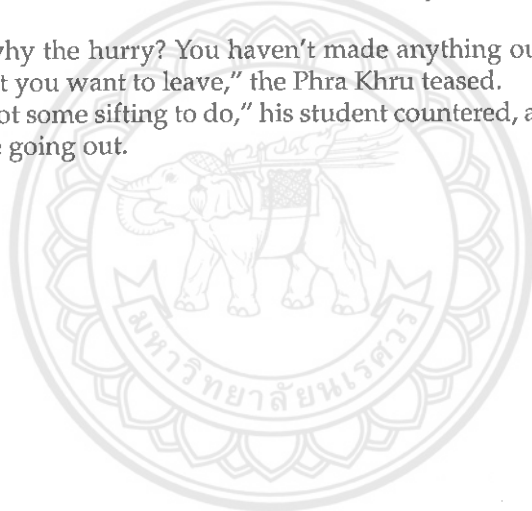 why the hurry? You haven't made anything ou
t you want to leave," the Phra Khru teased.
ot some sifting to do," his student countered, a
going out.
มหาวิทยาลัยนเรศวร